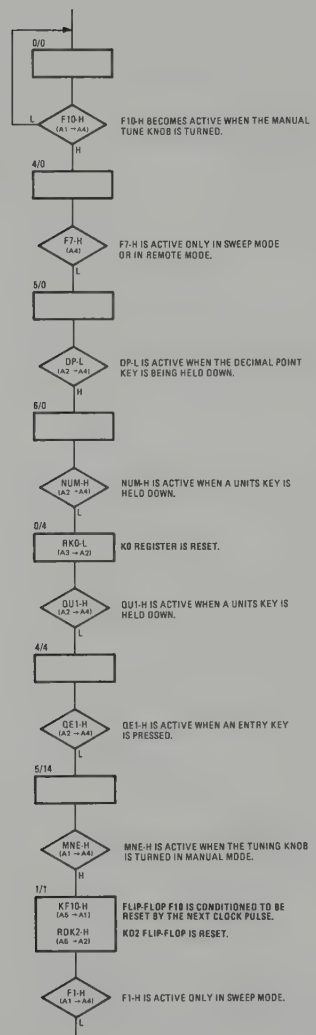 0/0
L
F10-H
(A1 → A4)
F10-H BECOMES ACTIVE WHEN THE MANUAL
TUNE KNOB IS TURNED.
H
4/0
F7-H
(A4)
F7-H IS ACTIVE ONLY IN SWEEP MODE
OR IN REMOTE MODE.
L
5/0
DP-L
(A2 → A4)
DP-L IS ACTIVE WHEN THE DECIMAL POINT
KEY IS BEING HELD DOWN.
H
6/0
NUM-H
(A2 → A4)
NUM-H IS ACTIVE WHEN A UNITS KEY IS
HELD DOWN.
L
0/4
RK0-L
(A3 → A2)
K0 REGISTER IS RESET.
QU1-H
(A2 → A4)
QU1-H IS ACTIVE WHEN A UNITS KEY IS
HELD DOWN.
L
4/4
QE1-H
(A2 → A4)
QE1-H IS ACTIVE WHEN AN ENTRY KEY
IS PRESSED.
L
5/14
MNE-H
(A1 → A4)
MNE-H IS ACTIVE WHEN THE TUNING KNOB
IS TURNED IN MANUAL MODE.
H
1/1
KF10-H
(A6 → A1)
FLIP-FLOP F10 IS CONDITIONED TO BE
RESET BY THE NEXT CLOCK PULSE.
RDK2-H
(A6 → A2)
KD2 FLIP-FLOP IS RESET.
F1-H
(A1 → A4)
F1-H IS ACTIVE ONLY IN SWEEP MODE.
L